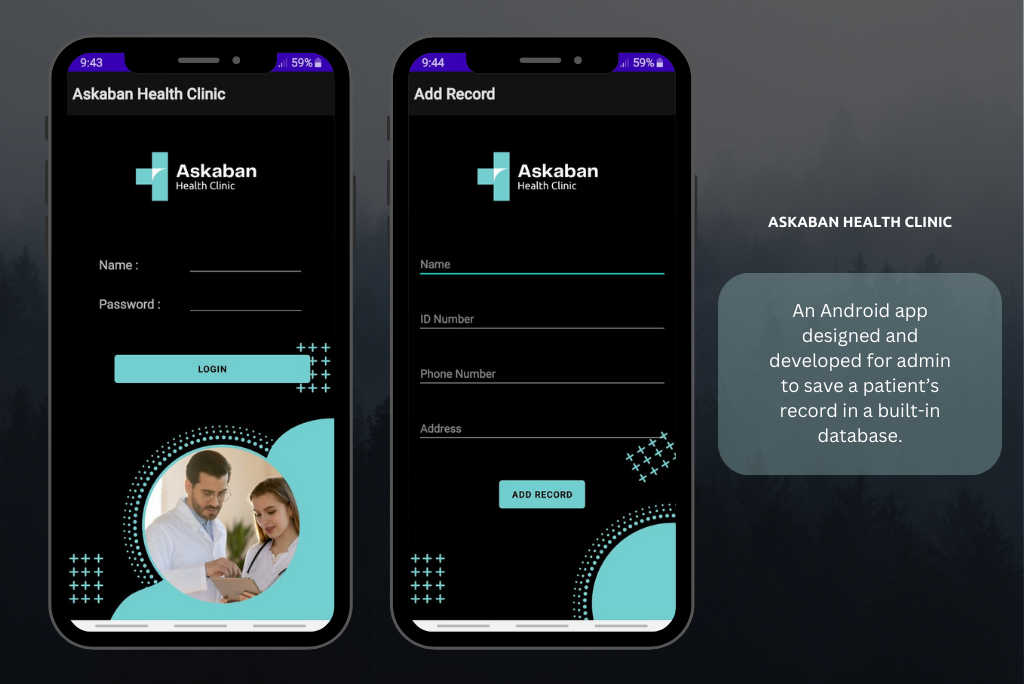 9:43
59%
Askaban Health Clinic
Askaban
Health Clinic
Name :
Password :
LOGIN
9:44
59%
Add Record
Askaban
Health Clinic
Name
ID Number
Phone Number
Address
ADD RECORD
ASKABAN HEALTH CLINIC
An Android app
designed and
developed for admin
to save a patient’s
record in a built-in
database.